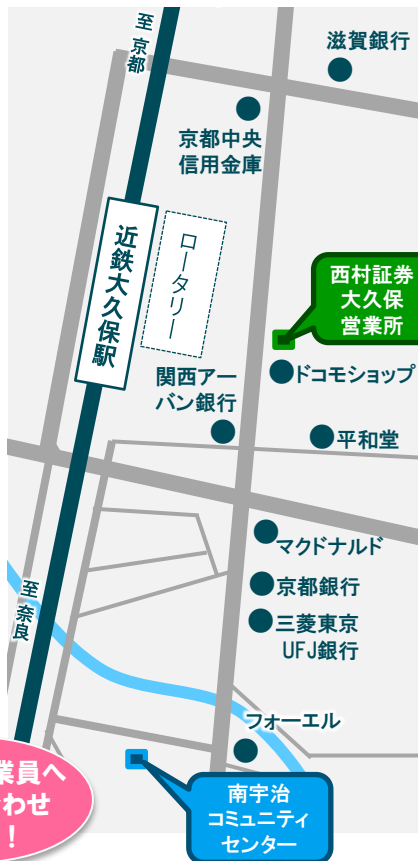 至 京都
滋賀銀行
京都中央
信用金庫
近鉄大久保駅
ロータリー
西村証券
大久保
営業所
ドコモショップ
関西アー
バン銀行
平和堂
マクドナルド
京都銀行
三菱東京
UFJ銀行
至 奈良
フォーエル
業員へ
わせ
！
南宇治
コミュニティ
センター